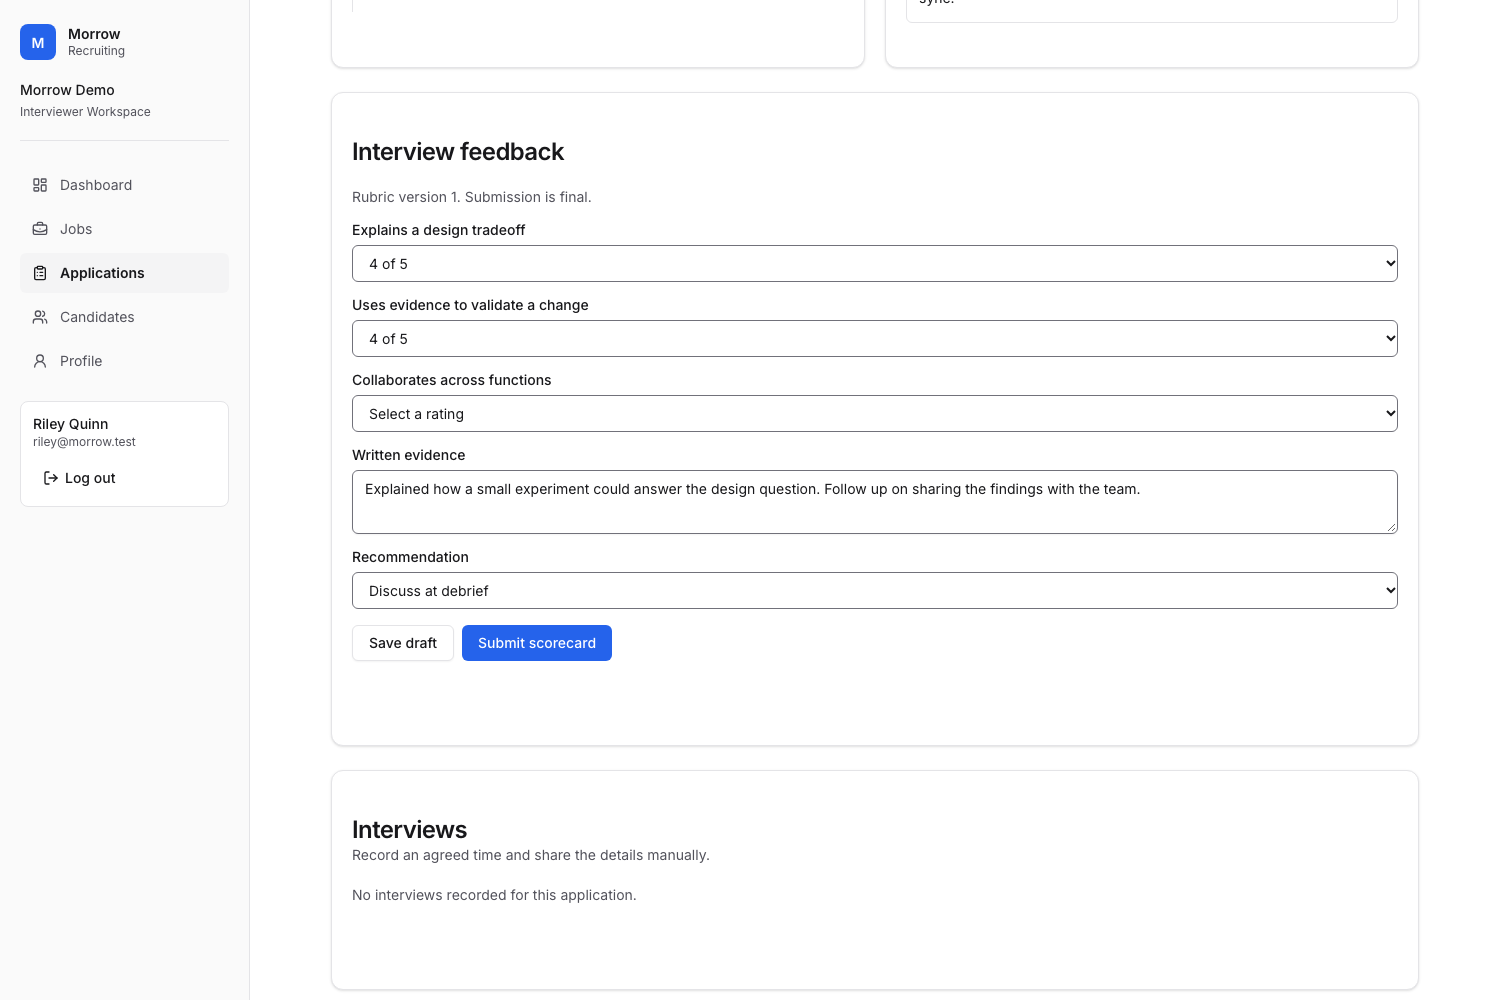 M
Morrow
Recruiting
Morrow Demo
Interviewer Workspace
Dashboard
Jobs
Applications
Candidates
Profile
Riley Quinn
riley@morrow.test
Log out
Interview feedback
Rubric version 1. Submission is final.
Explains a design tradeoff
4 of 5
Uses evidence to validate a change
4 of 5
Collaborates across functions
Select a rating
Written evidence
Explained how a small experiment could answer the design question. Follow up on sharing the findings with the team.
Recommendation
Discuss at debrief
Save draft
Submit scorecard
Interviews
Record an agreed time and share the details manually.
No interviews recorded for this application.